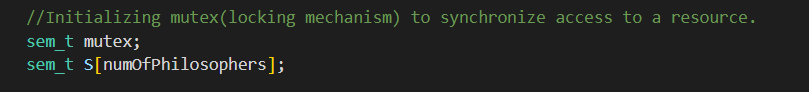 //Initializing mutex(locking mechanism) to synchronize access to a resource.
sem_t mutex;
sem_t S[numOfPhilosophers];